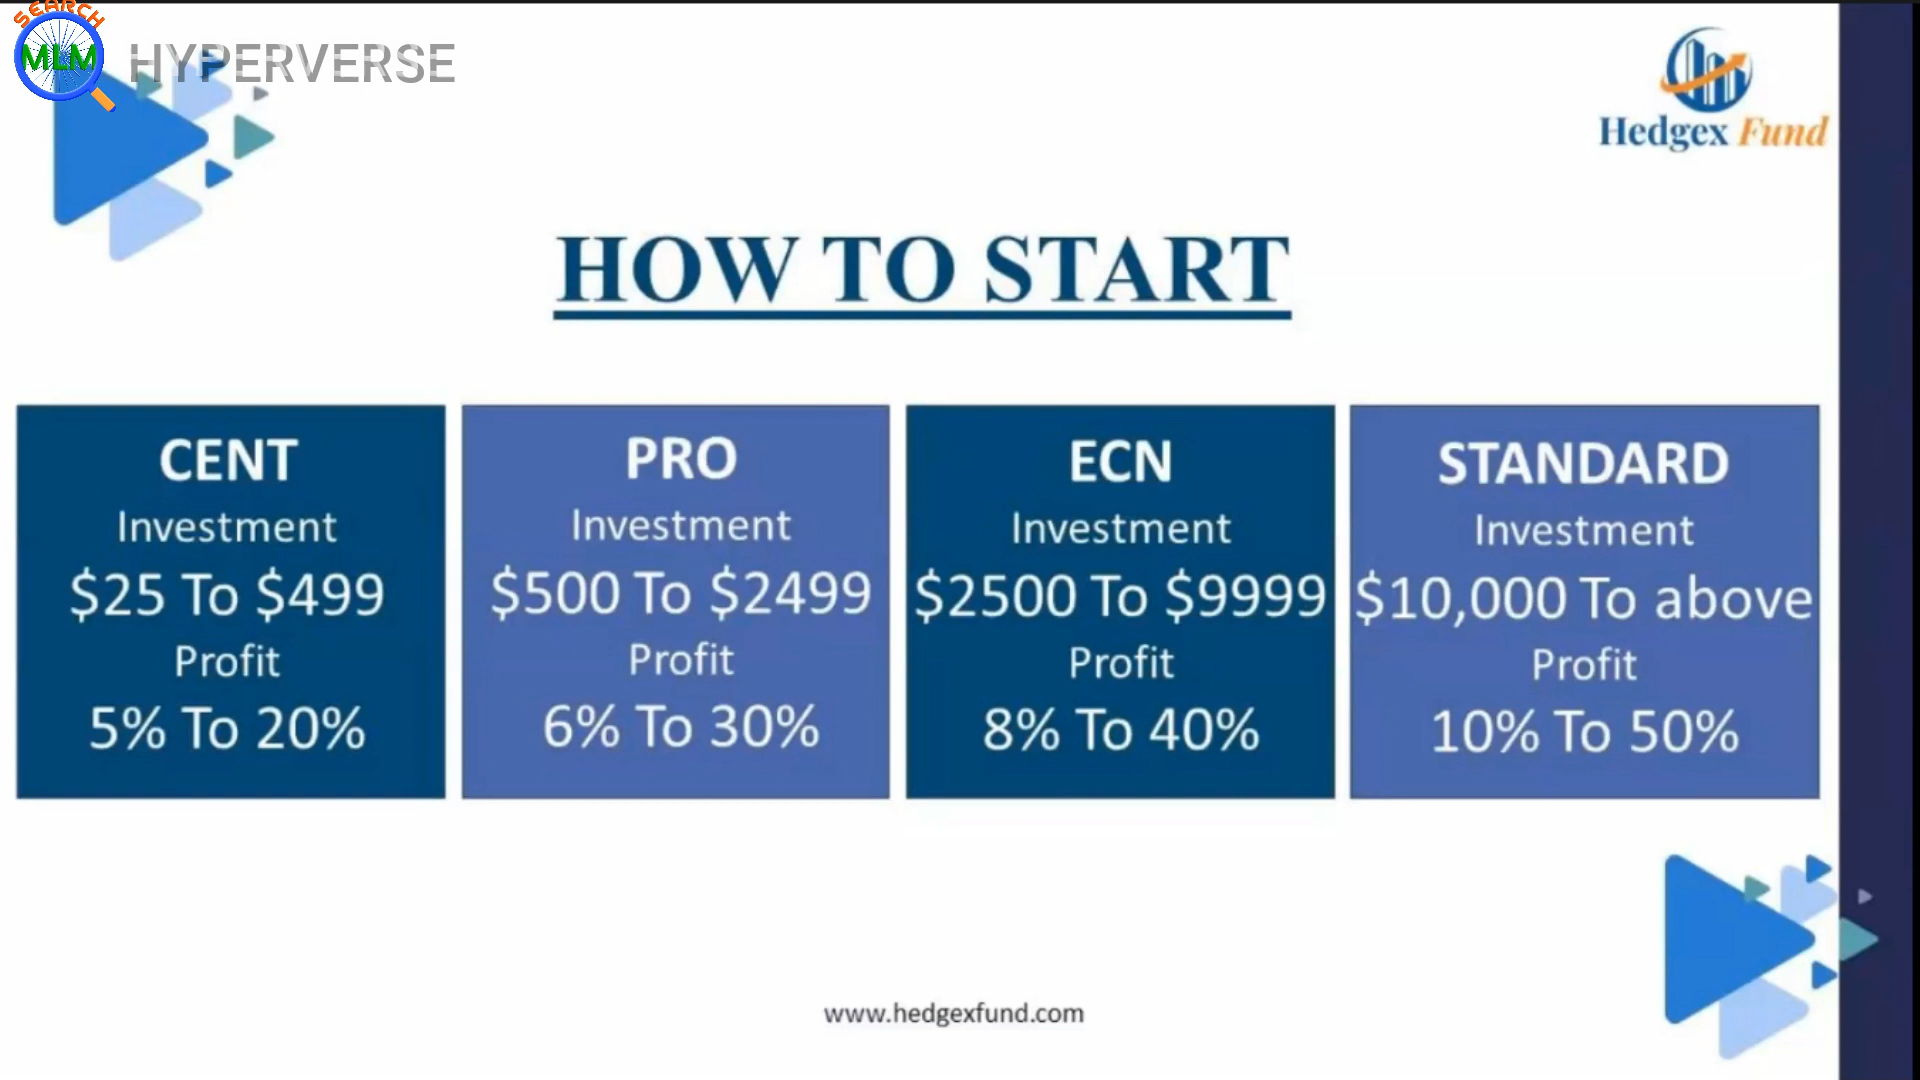 SEARCH
MLM
HYPERVERSE
Hedgex Fund
HOW TO START
CENT
Investment
$25 To $499
Profit
5% To 20%
PRO
Investment
$500 To $2499
Profit
6% To 30%
ECN
Investment
$2500 To $9999
Profit
8% To 40%
STANDARD
Investment
$10,000 To above
Profit
10% To 50%
www.hedgexfund.com